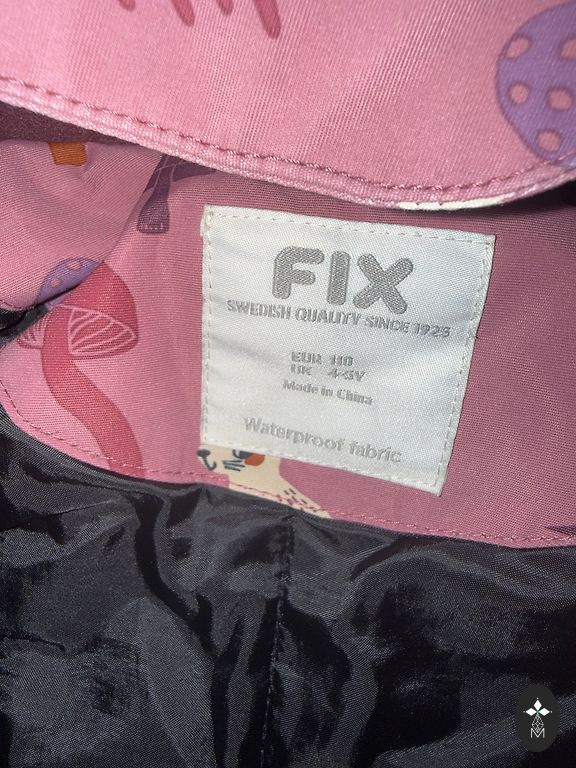 FIX
SWEDISH QUALITY SINCE 1925
EUR 110
UK 4-5Y
Made in China
Waterproof fabric
M